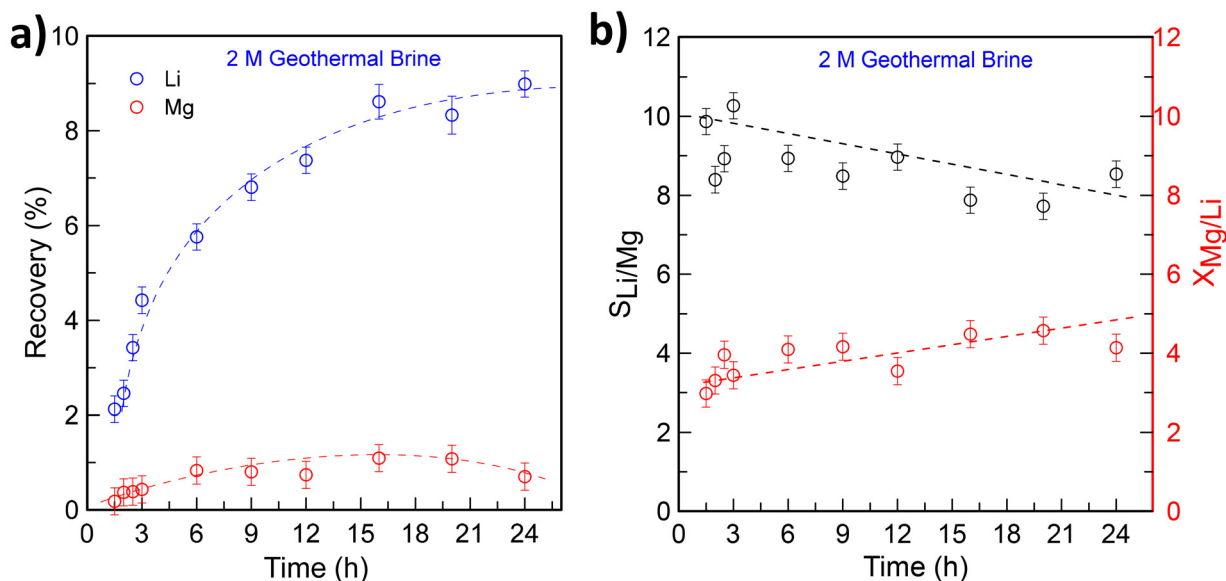 a)
2 M Geothermal Brine
Li
Mg
Recovery (%)
10
8
6
4
2
0
0 3 6 9 12 15 18 21 24
Time (h)
b)
2 M Geothermal Brine
SLi/Mg
12
10
8
6
4
2
0
0 3 6 9 12 15 18 21 24
Time (h)
12
10
8
6
4
2
0
XMg/Li